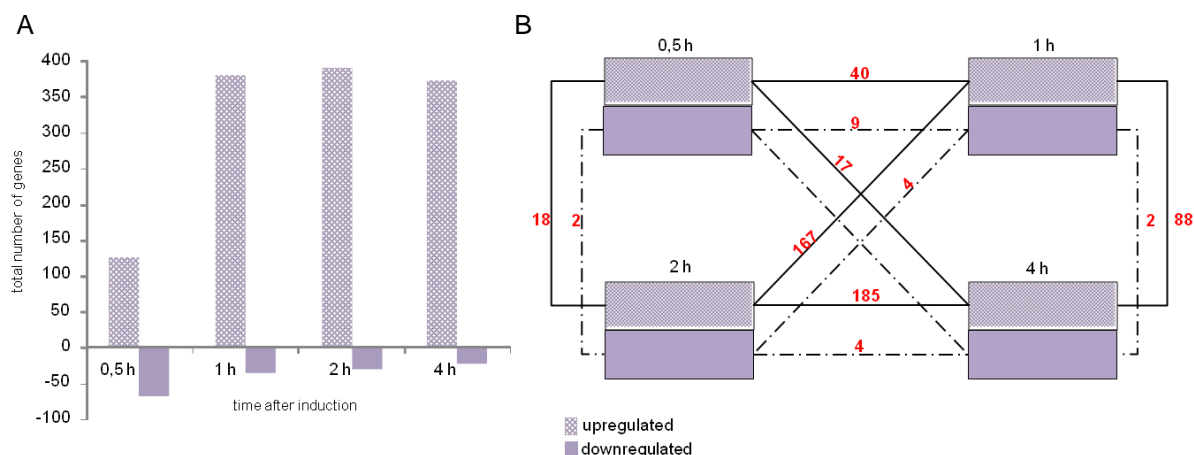 A
B
400
350
300
250
200
150
100
50
0
-50
-100
total number of genes
0,5 h
1 h
2 h
4 h
time after induction
0,5 h
1 h
40
9
17
4
18
2
2
88
167
2 h
4 h
185
4
upregulated
downregulated